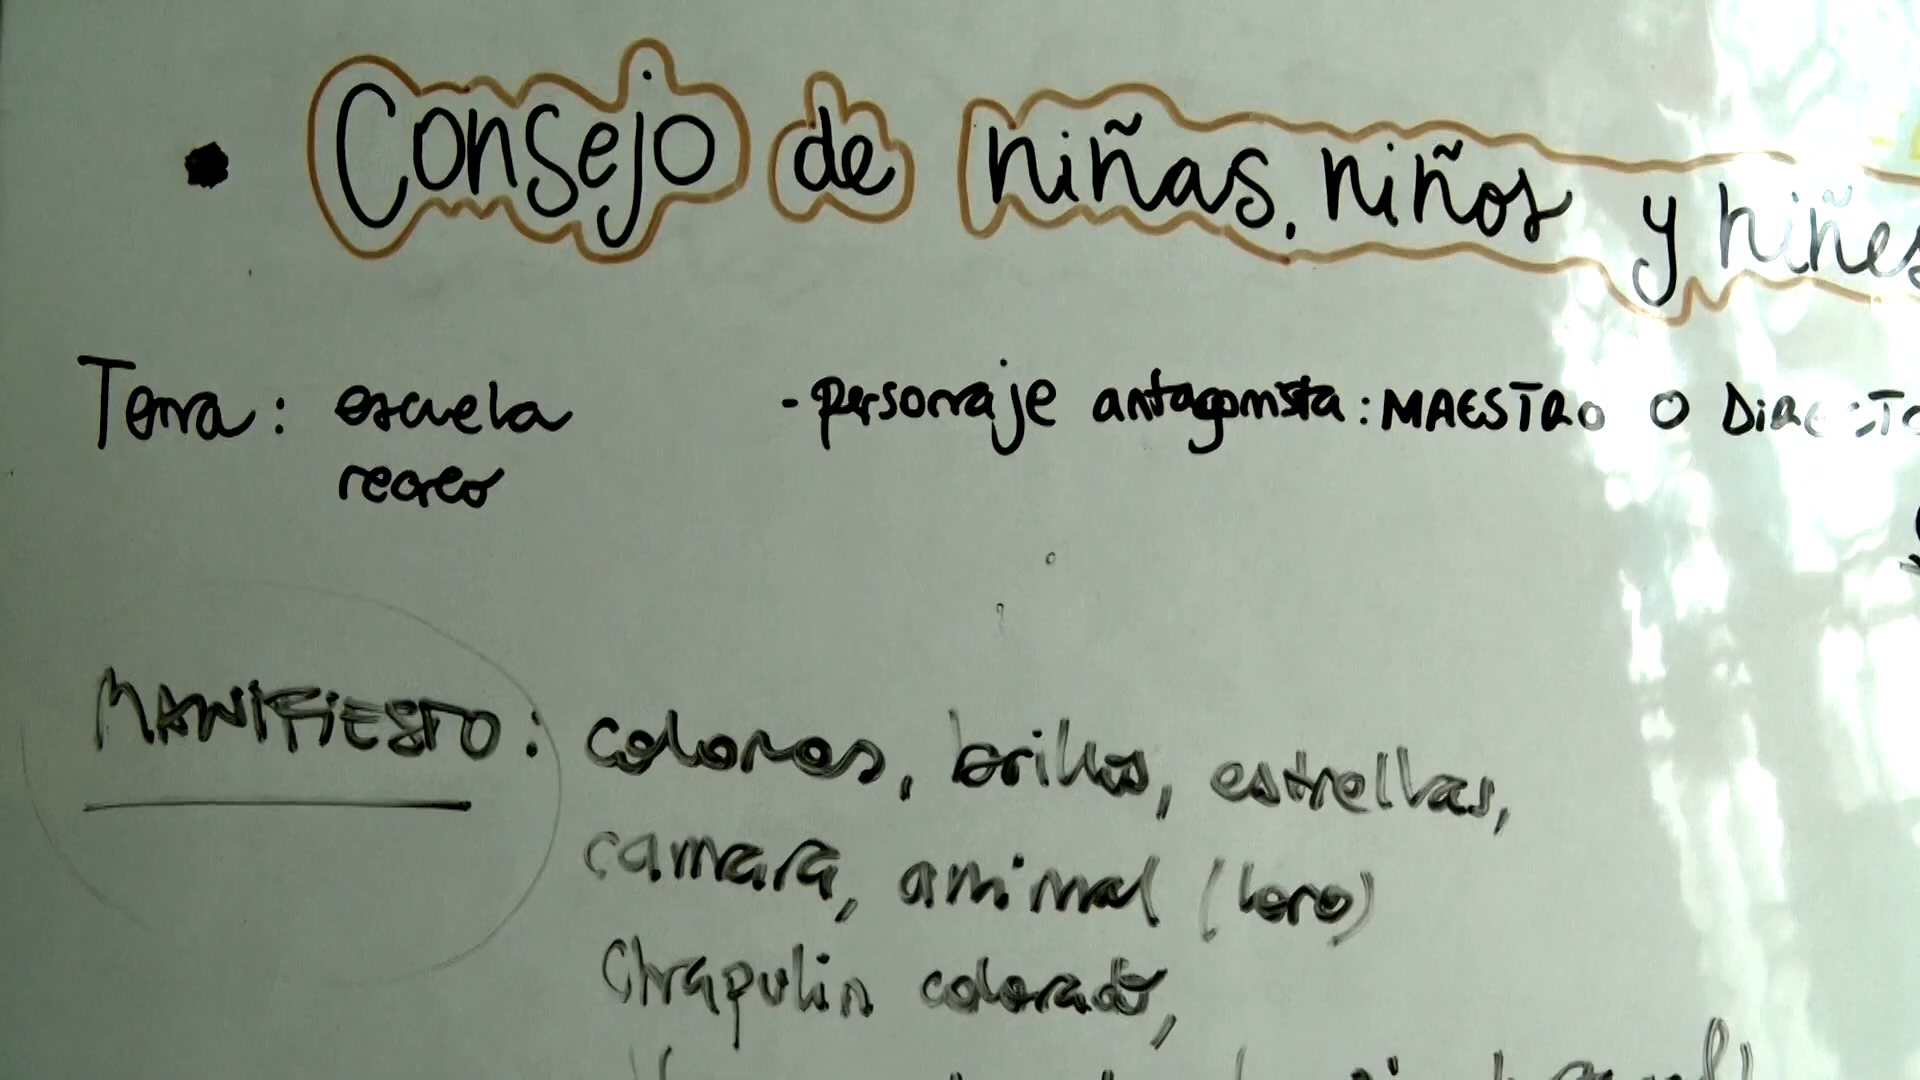 • Consejo de niñas, niños y niñes
Tema: escuela - personaje antagonista: MAESTRO O DIRECTO
recreo
MANIFIESTO: colores, brillos, estrellas,
camara, animal (loro)
Chapulin colorado,